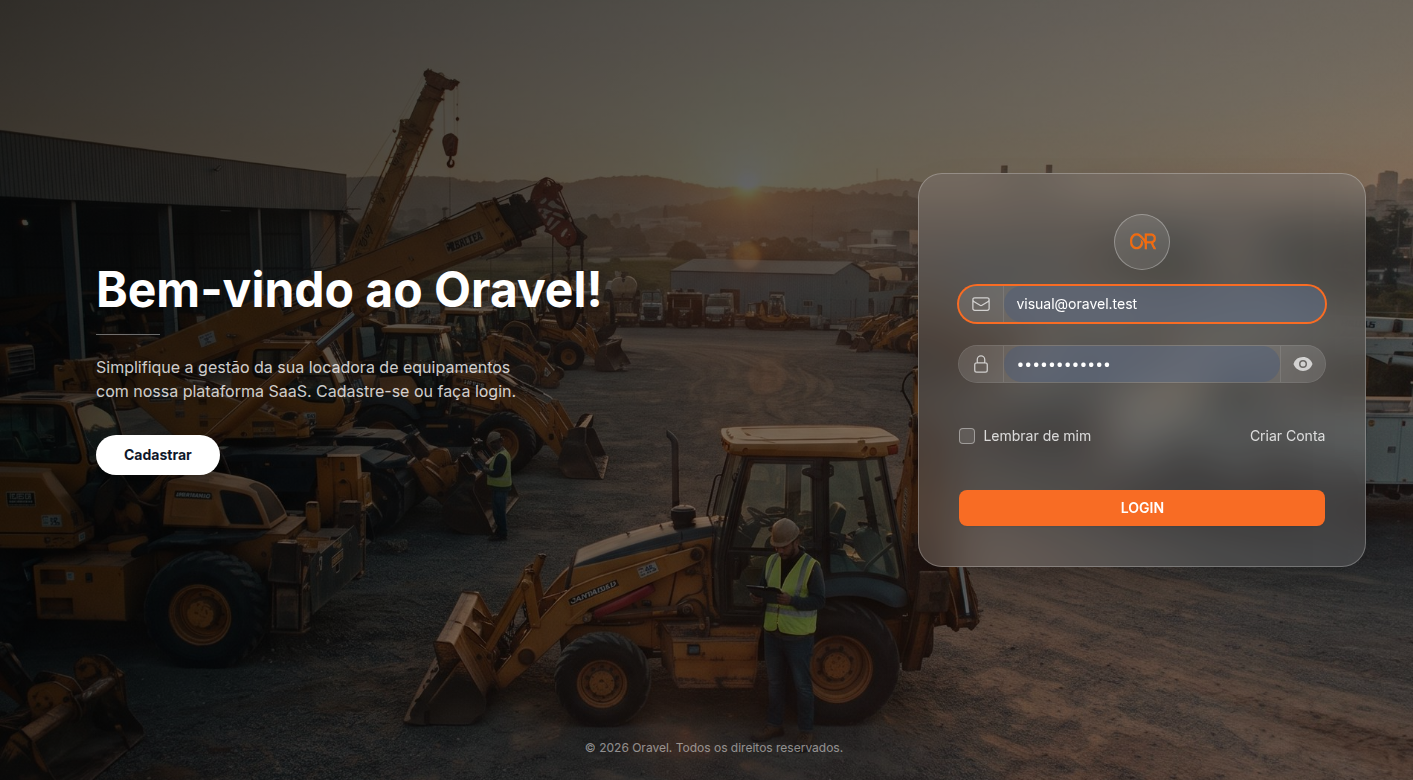 Bem-vindo ao Oravel!
Simplifique a gestão da sua locadora de equipamentos
com nossa plataforma SaaS. Cadastre-se ou faça login.
Cadastrar
OR
visual@oravel.test
••••••••••••
Lembrar de mim
Criar Conta
LOGIN
© 2026 Oravel. Todos os direitos reservados.